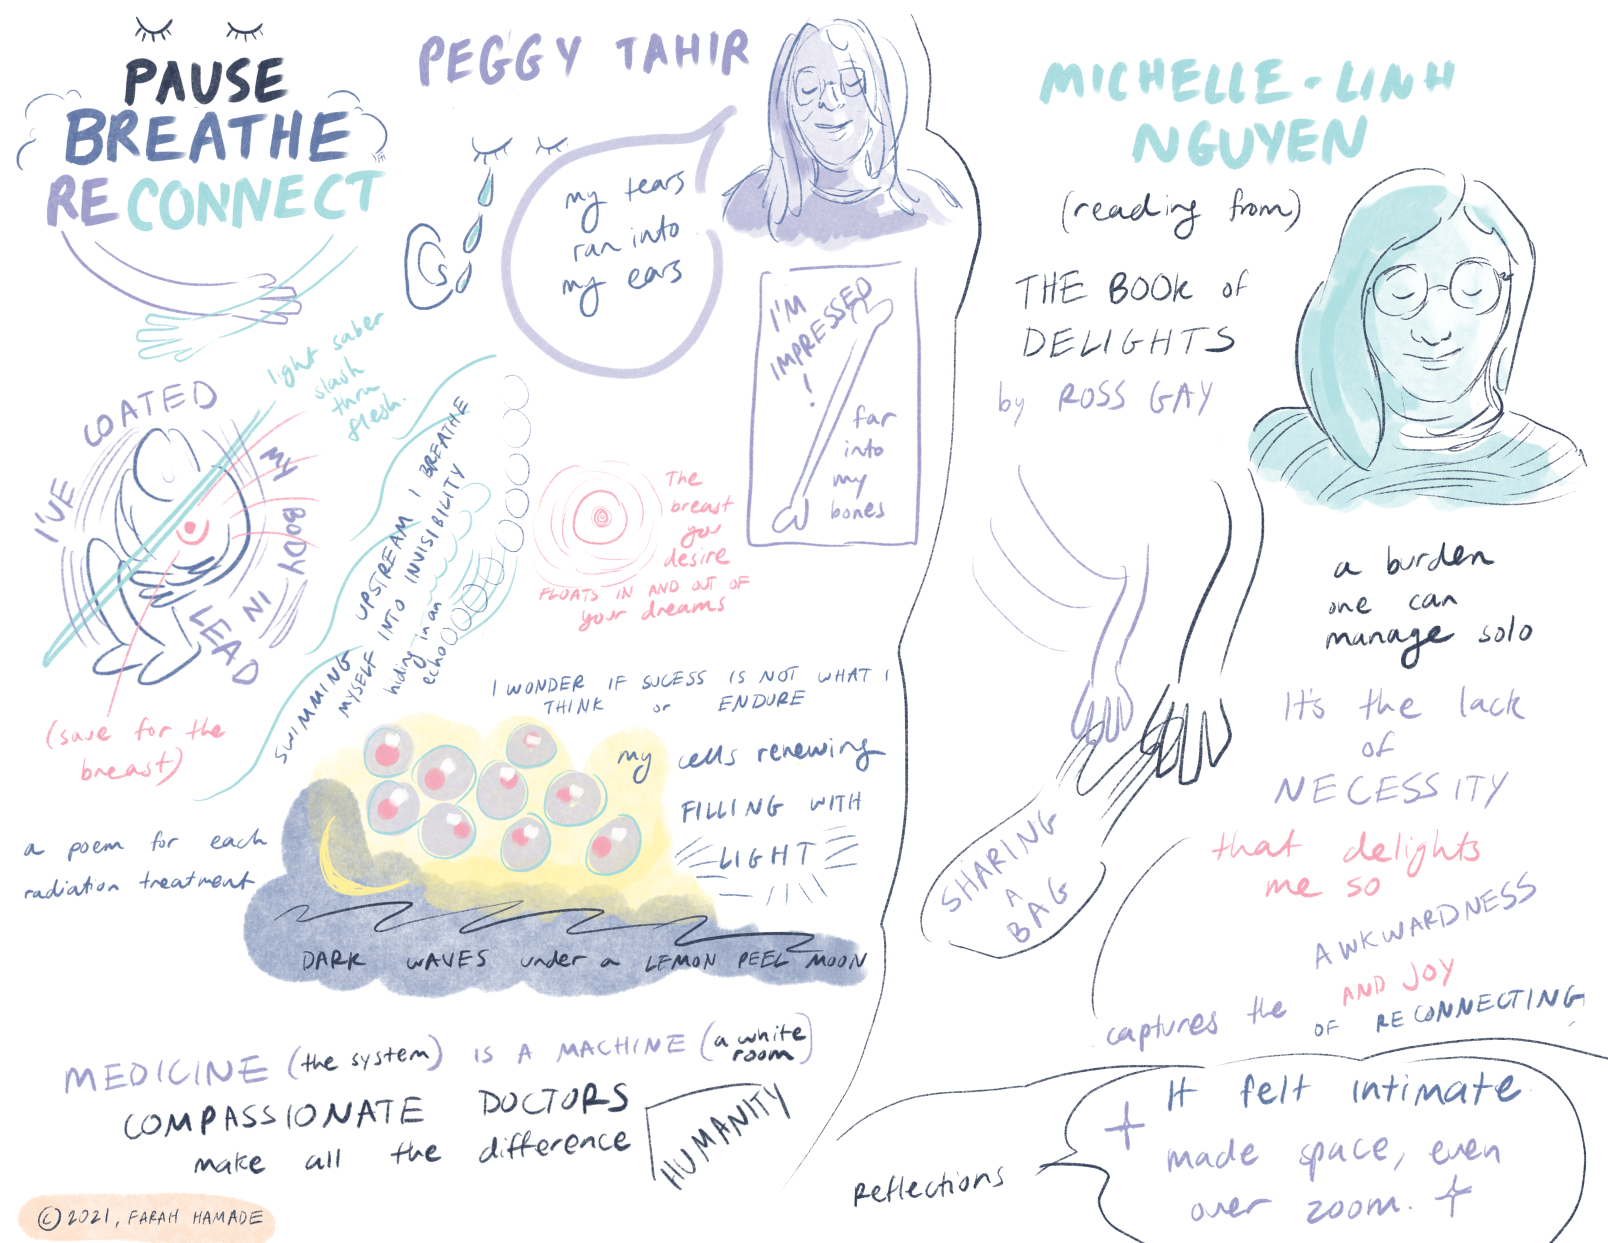 PAUSE
BREATHE
RECONNECT
PEGGY TAHIR
my tears
ran into
my ears
I'M
IMPRESSED
!
far
into
my
bones
light saber
slash
thru
flesh.
I'VE
COATED
MY
BODY
IN
LEAD
(save for the
breast)
SWIMMING UPSTREAM I BREATHE
MYSELF INTO INVISIBILITY
hiding in an
echo
The
breast
you
desire
FLOATS IN AND OUT OF
your dreams
I WONDER IF SUCESS IS NOT WHAT I
THINK or ENDURE
my cells renewing
FILLING WITH
LIGHT
a poem for each
radiation treatment
DARK WAVES under a LEMON PEEL MOON
MEDICINE (the system) IS A MACHINE (a white
room)
COMPASSIONATE DOCTORS
make all the difference
HUMANITY
© 2021, FARAH HAMADE
MICHELLE-LINH
NGUYEN
(reading from)
THE BOOK of
DELIGHTS
by ROSS GAY
a burden
one can
manage solo
It's the lack
of
NECESSITY
that delights
me so
SHARING
A
BAG
captures the AWKWARDNESS
AND JOY
OF RECONNECTING
Reflections
It felt intimate
made space, even
over zoom.